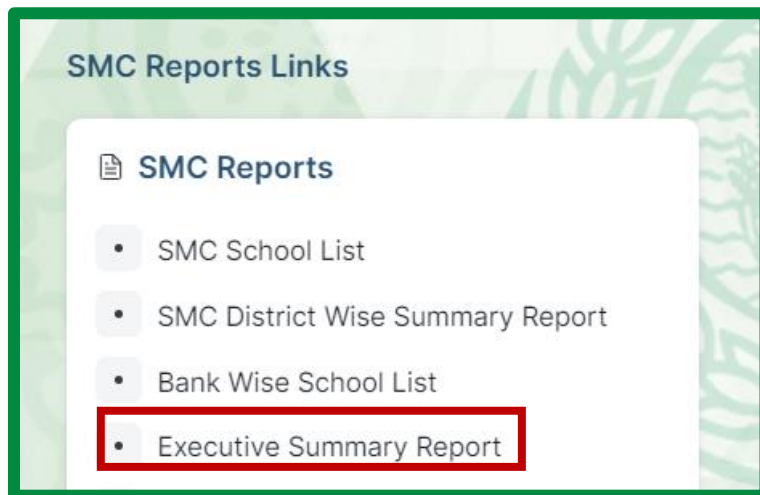 SMC Reports Links
SMC Reports
• SMC School List
• SMC District Wise Summary Report
• Bank Wise School List
• Executive Summary Report